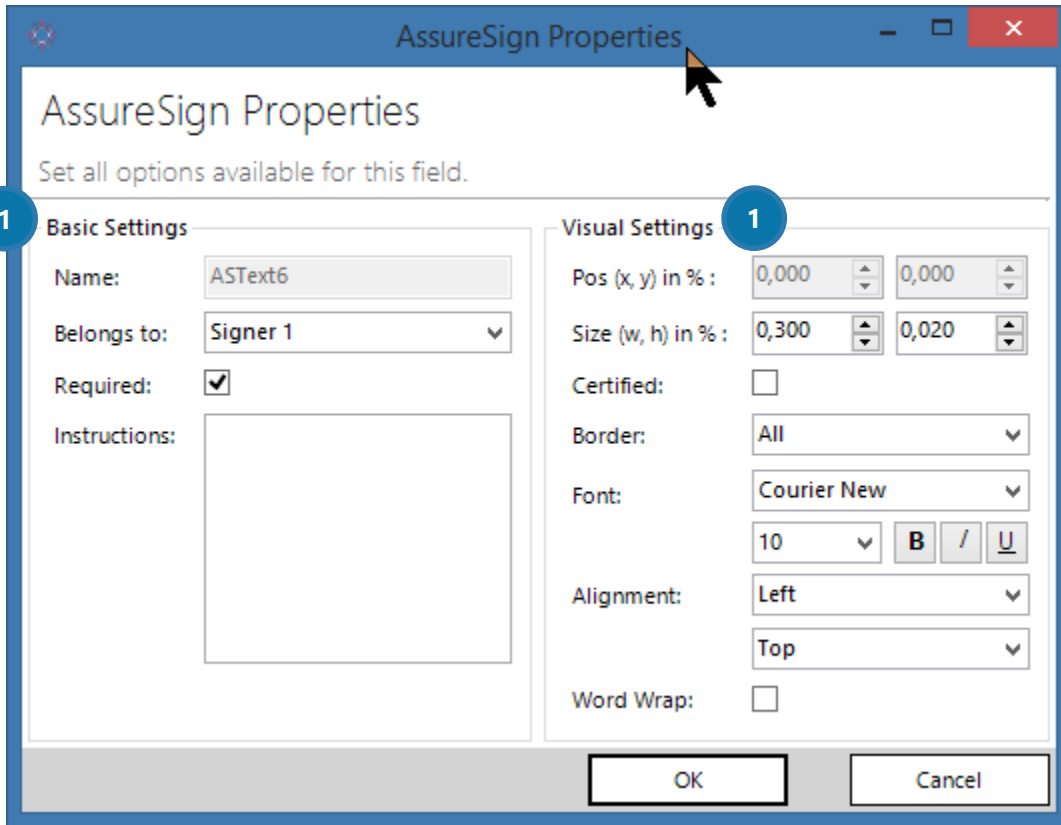 AssureSign Properties
AssureSign Properties
Set all options available for this field.
1 Basic Settings
Name: ASText6
Belongs to: Signer 1
Required:
Instructions:
Visual Settings 1
Pos (x, y) in % : 0,000 0,000
Size (w, h) in % : 0,300 0,020
Certified:
Border: All
Font: Courier New
10 B I U
Alignment: Left
Top
Word Wrap:
OK Cancel